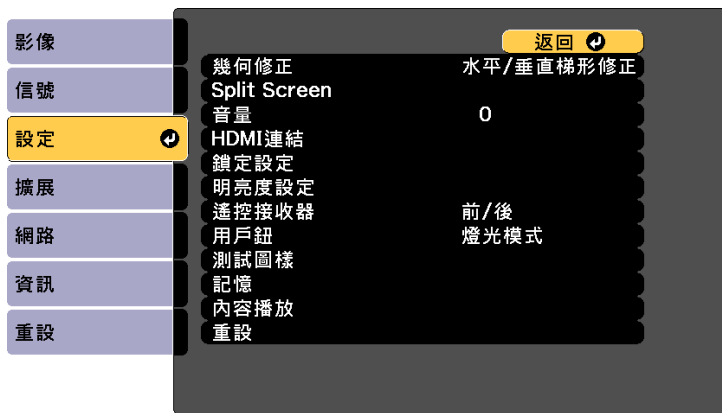 影像
信號
設定
擴展
網路
資訊
重設
返回
幾何修正 水平/垂直梯形修正
Split Screen
音量 0
HDMI連結
鎖定設定
明亮度設定
遙控接收器 前/後
用戶鈕 燈光模式
測試圖樣
記憶
內容播放
重設